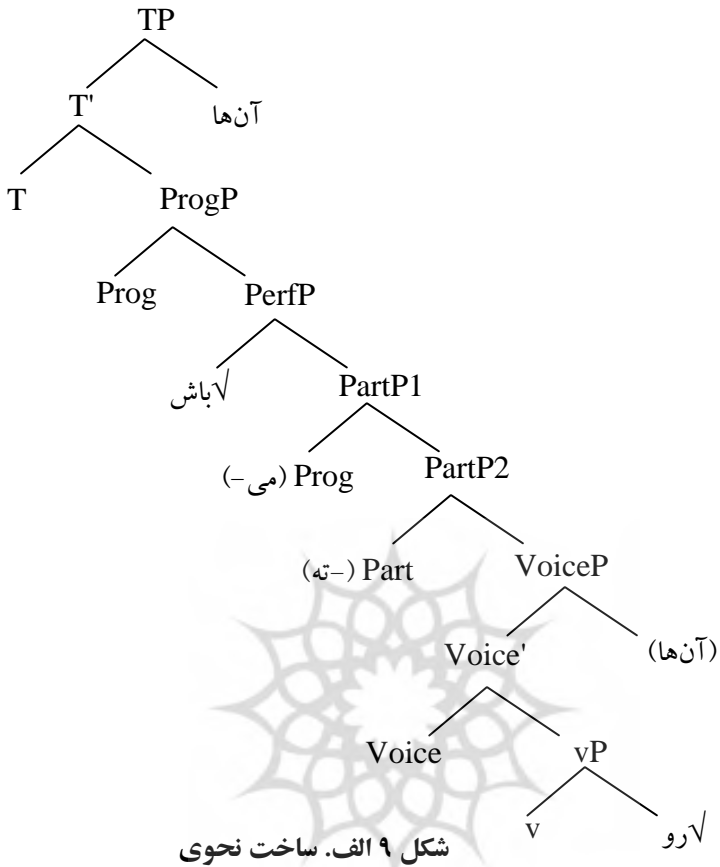 TP
T' آن‌ها
T ProgP
Prog PerfP
√باش PartP1
Prog (می-) PartP2
Part (-ته) VoiceP
Voice' (آن‌ها)
Voice vP
v √رو
شکل ۹ الف. ساخت نحوی